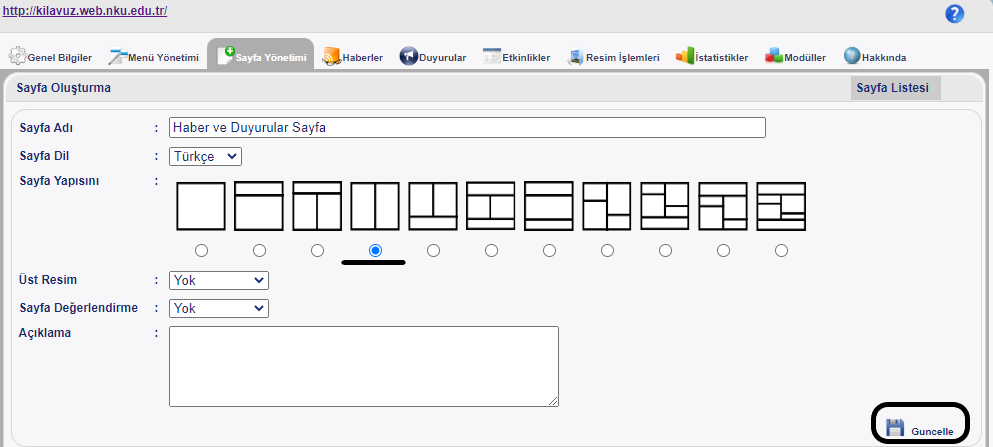 http://kilavuz.web.nku.edu.tr/
?
Genel Bilgiler Menü Yönetimi Sayfa Yönetimi Haberler Duyurular Etkinlikler Resim İşlemleri İstatistikler Modüller Hakkında
Sayfa Oluşturma Sayfa Listesi
Sayfa Adı : Haber ve Duyurular Sayfa
Sayfa Dil : Türkçe
Sayfa Yapısını :
Üst Resim : Yok
Sayfa Değerlendirme : Yok
Açıklama :
Guncelle